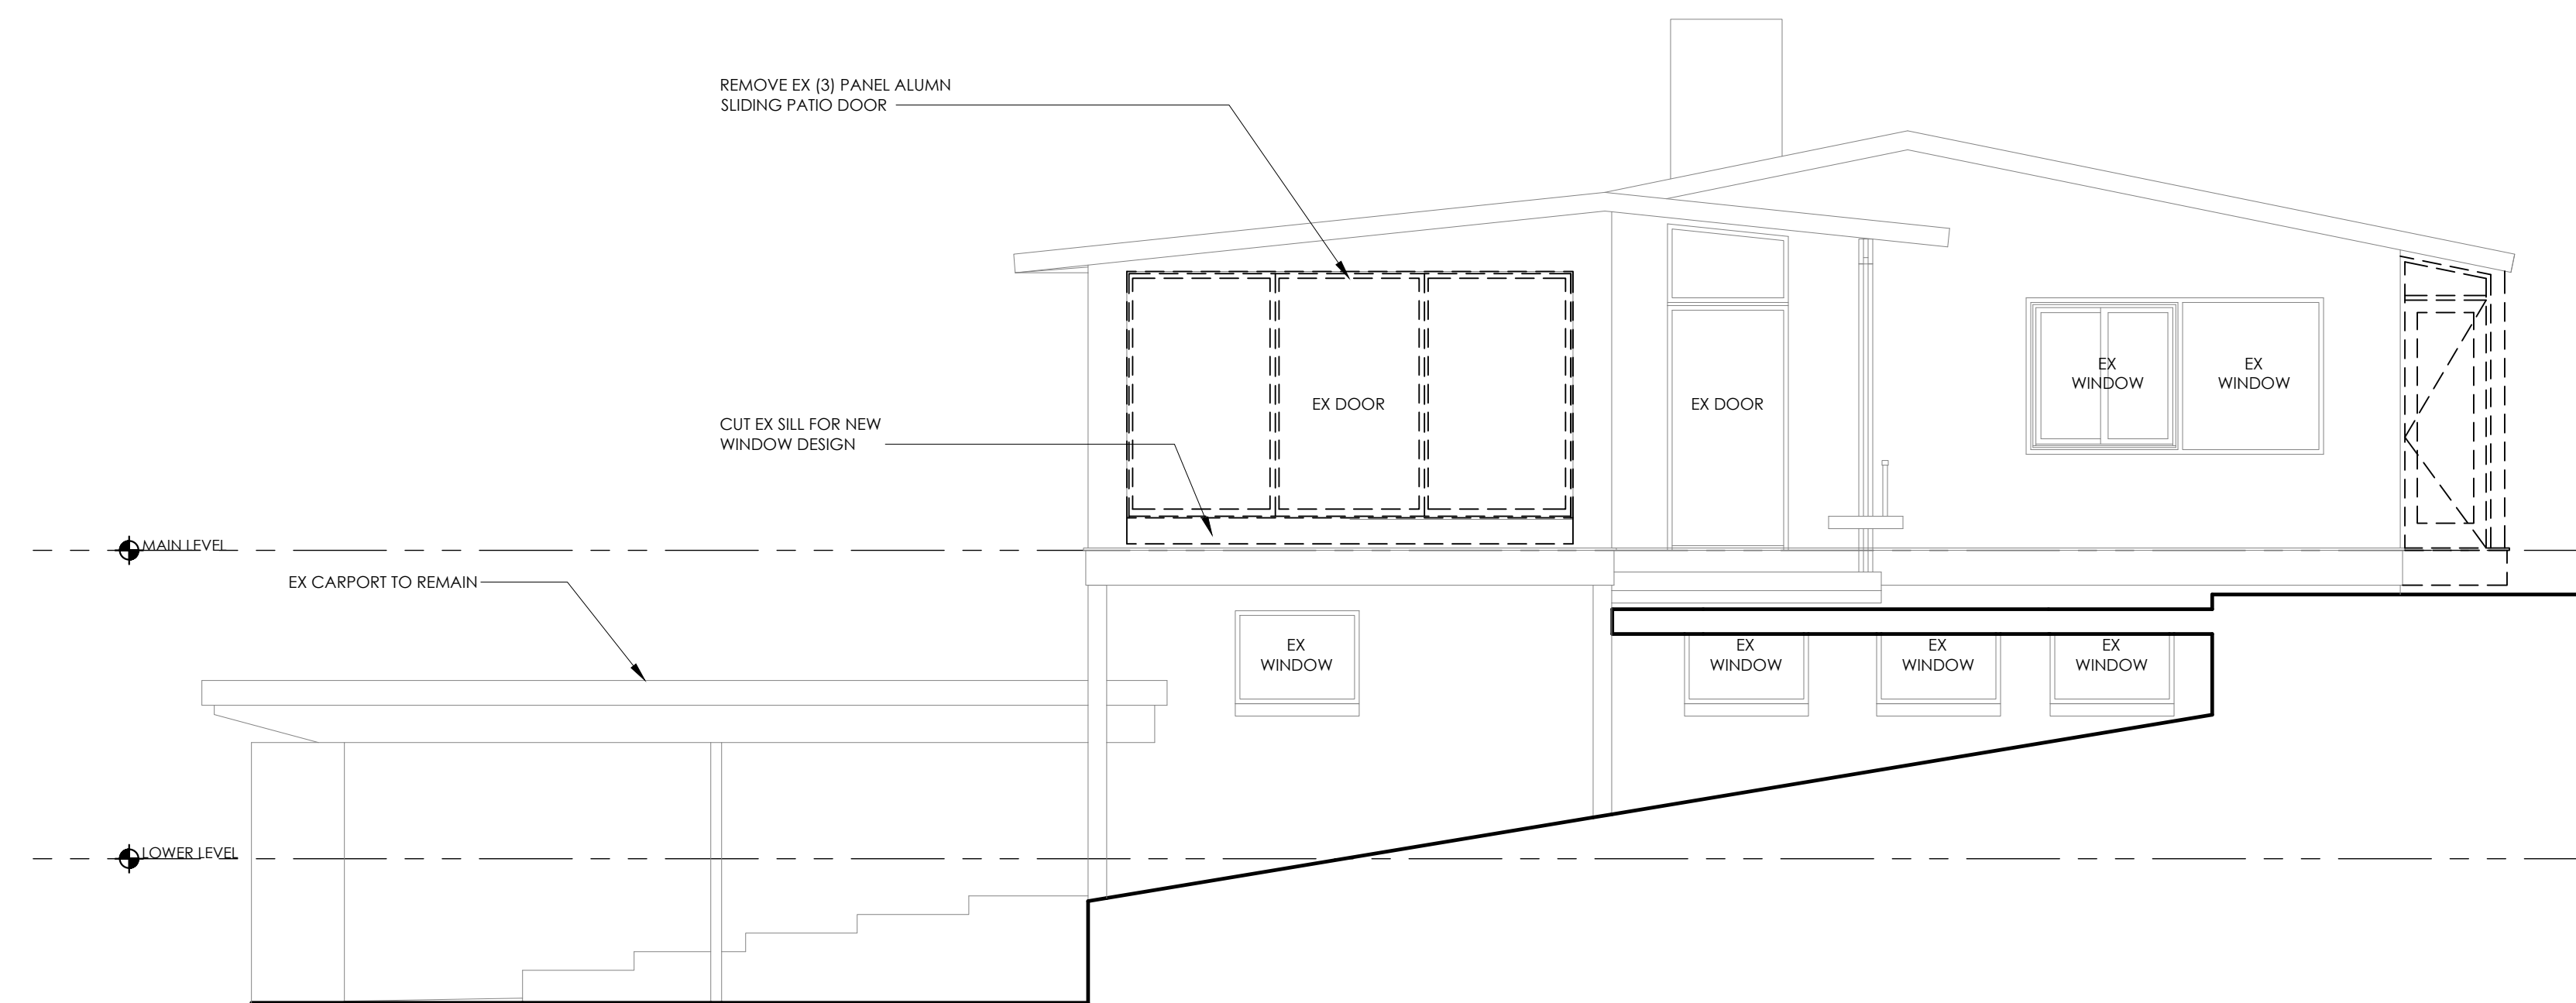 REMOVE EX (3) PANEL ALUMN
SLIDING PATIO DOOR
EX
WINDOW
EX
WINDOW
EX DOOR
EX DOOR
CUT EX SILL FOR NEW
WINDOW DESIGN
MAIN LEVEL
EX CARPORT TO REMAIN
EX
WINDOW
EX
WINDOW
EX
WINDOW
EX
WINDOW
LOWER LEVEL